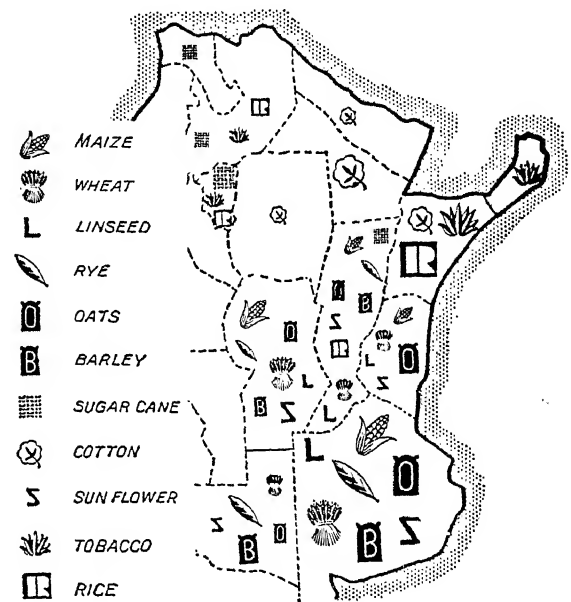 MAIZE
WHEAT
L LINSEED
RYE
O OATS
B BARLEY
SUGAR CANE
COTTON
S SUN FLOWER
TOBACCO
R RICE
R
R
O
B
S
R
O
O
L
S
L
B
S
L
L
O
S
B
O
B
S